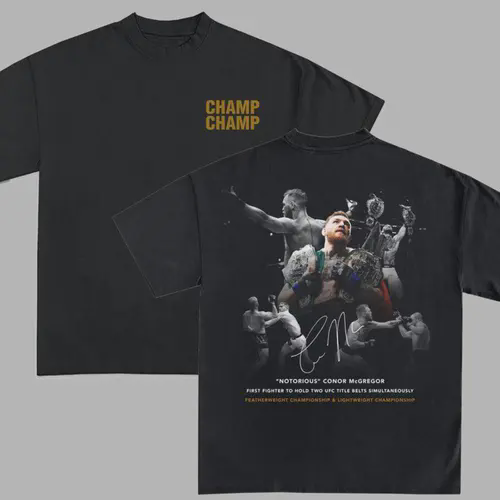 CHAMP
CHAMP
"NOTORIOUS" CONOR McGREGOR
FIRST FIGHTER TO HOLD TWO UFC TITLE BELTS SIMULTANEOUSLY
FEATHERWEIGHT CHAMPIONSHIP & LIGHTWEIGHT CHAMPIONSHIP